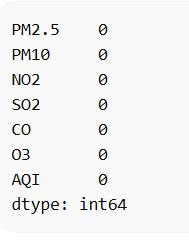 PM2.5    0
PM10     0
NO2      0
SO2      0
CO       0
O3       0
AQI      0
dtype: int64